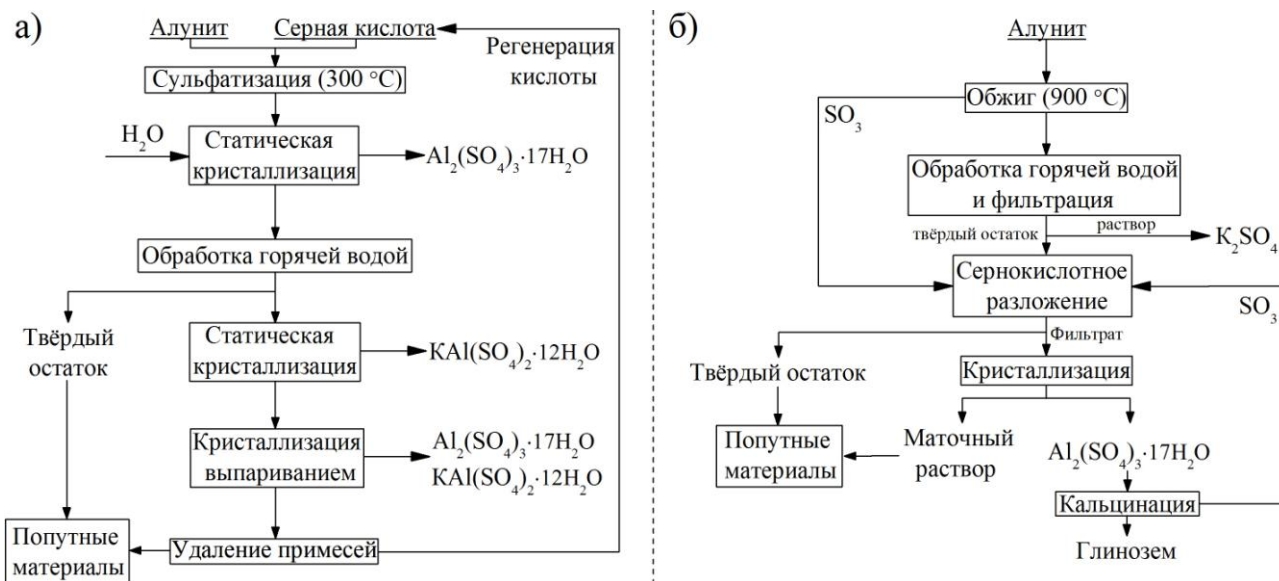 а)
Алунит
Серная кислота
Регенерация
кислоты
Сульфатизация (300 °С)
H₂O
Статическая
кристаллизация
Al₂(SO₄)₃·17H₂O
Обработка горячей водой
Твёрдый
остаток
Статическая
кристаллизация
KAl(SO₄)₂·12H₂O
Кристаллизация
выпариванием
Al₂(SO₄)₃·17H₂O
KAl(SO₄)₂·12H₂O
Попутные
материалы
Удаление примесей
б)
Алунит
Обжиг (900 °С)
SO₃
Обработка горячей водой
и фильтрация
твёрдый остаток
раствор
K₂SO₄
Сернокислотное
разложение
SO₃
Фильтрат
Твёрдый остаток
Кристаллизация
Попутные
материалы
Маточный
раствор
Al₂(SO₄)₃·17H₂O
Кальцинация
Глинозем